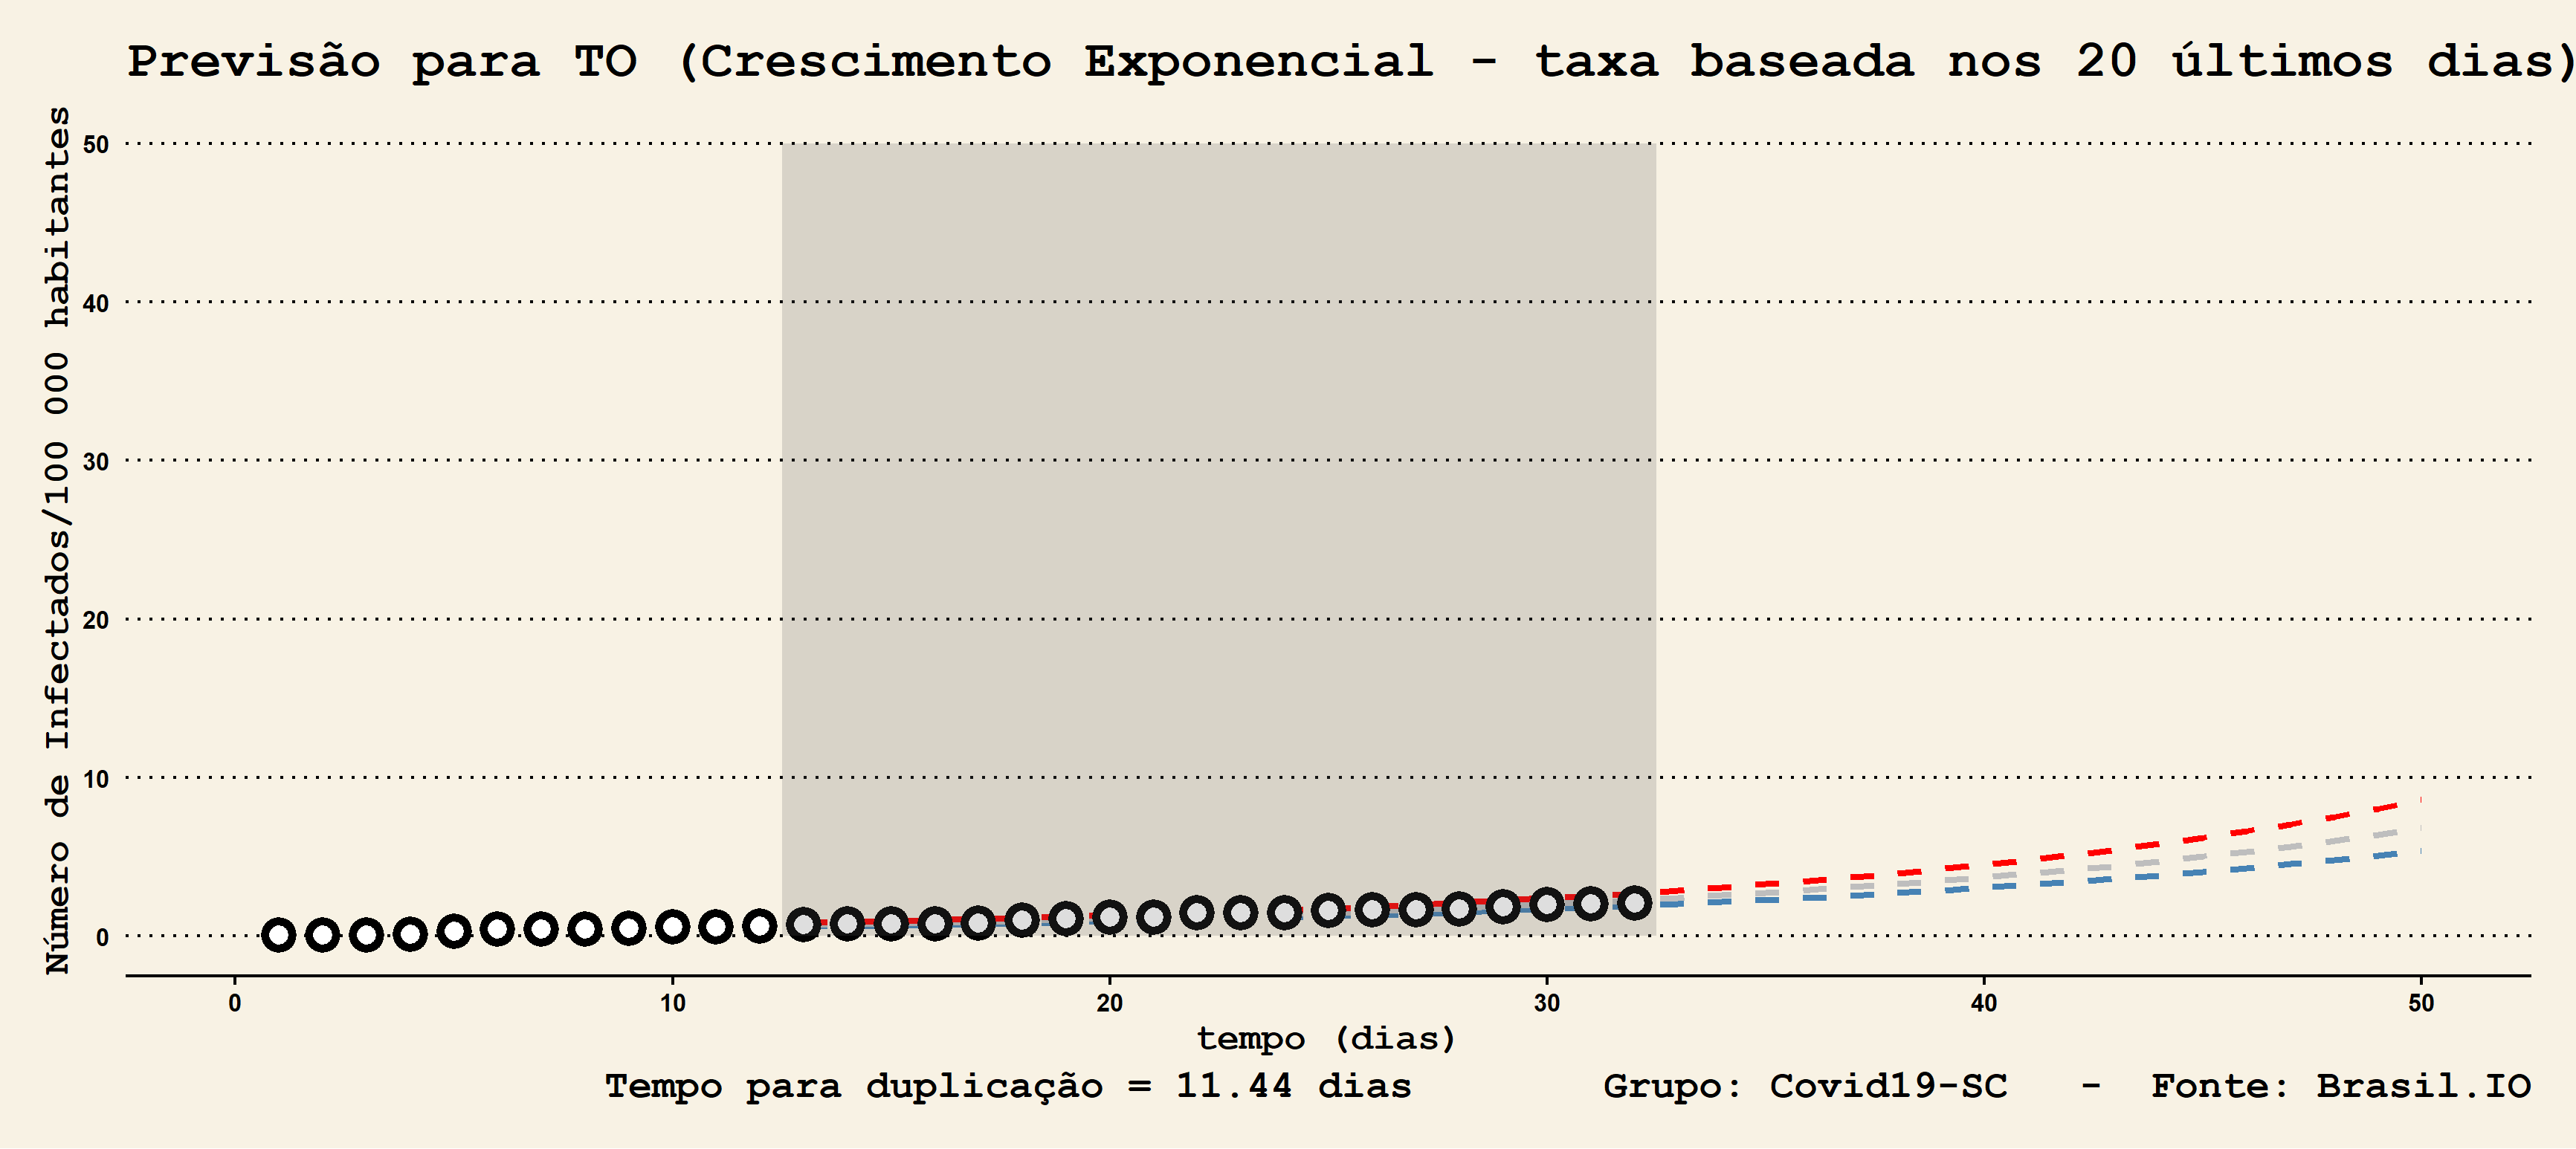 Previsão para TO (Crescimento Exponencial - taxa baseada nos 20 últimos dias)
Número de Infectados/100 000 habitantes
50
40
30
20
10
0
0 10 20 30 40 50
tempo (dias)
Tempo para duplicação = 11.44 dias Grupo: Covid19-SC - Fonte: Brasil.IO